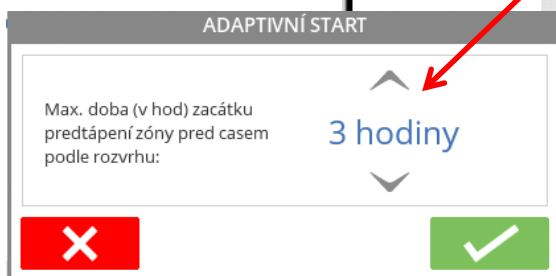 ADAPTIVNÍ START
Max. doba (v hod) zacátku
predtápení zóny pred casem
podle rozvrhu:
3 hodiny